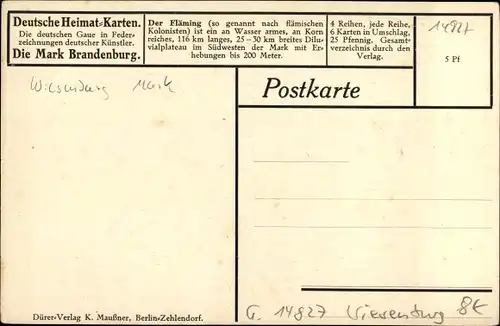 Deutsche Heimat-Karten.
Die deutschen Gaue in Feder-
zeichnungen deutscher Künstler.
Die Mark Brandenburg.
Der Fläming (so genannt nach flämischen
Kolonisten) ist ein an Wasser armes, an Korn
reiches, 116 km langes, 25-30 km breites Dilu-
vialplateau im Südwesten der Mark mit Er-
hebungen bis 200 Meter.
4 Reihen, jede Reihe,
6 Karten in Umschlag,
25 Pfennig. Gesamt-
verzeichnis durch den
Verlag.
14827
5 Pf
Wiesenburg Mark
Postkarte
G. 14827 Wiesenburg 8€
Dürer-Verlag K. Maußner, Berlin-Zehlendorf.